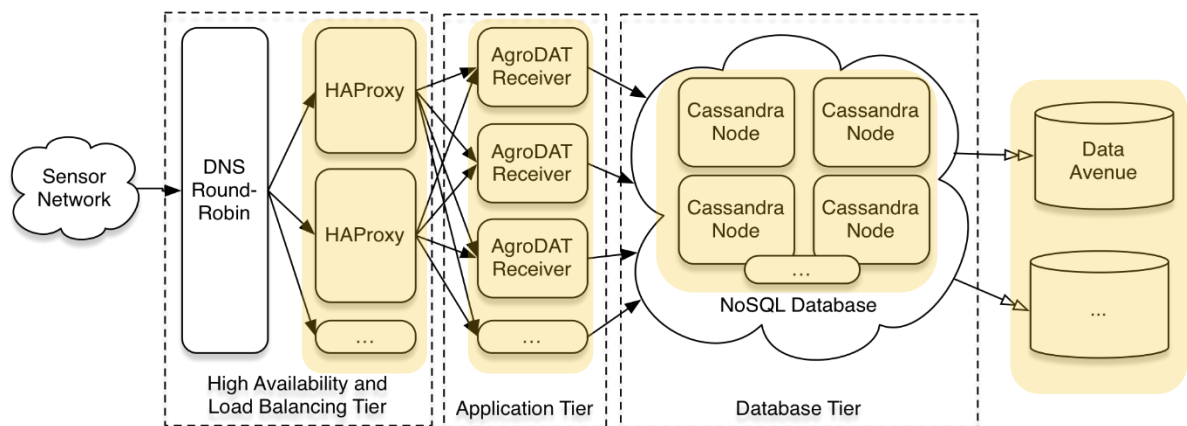 Sensor
Network
DNS
Round-
Robin
HAProxy
HAProxy
...
High Availability and
Load Balancing Tier
AgroDAT
Receiver
AgroDAT
Receiver
AgroDAT
Receiver
...
Application Tier
Cassandra
Node
Cassandra
Node
Cassandra
Node
Cassandra
Node
...
NoSQL Database
Database Tier
Data
Avenue
...